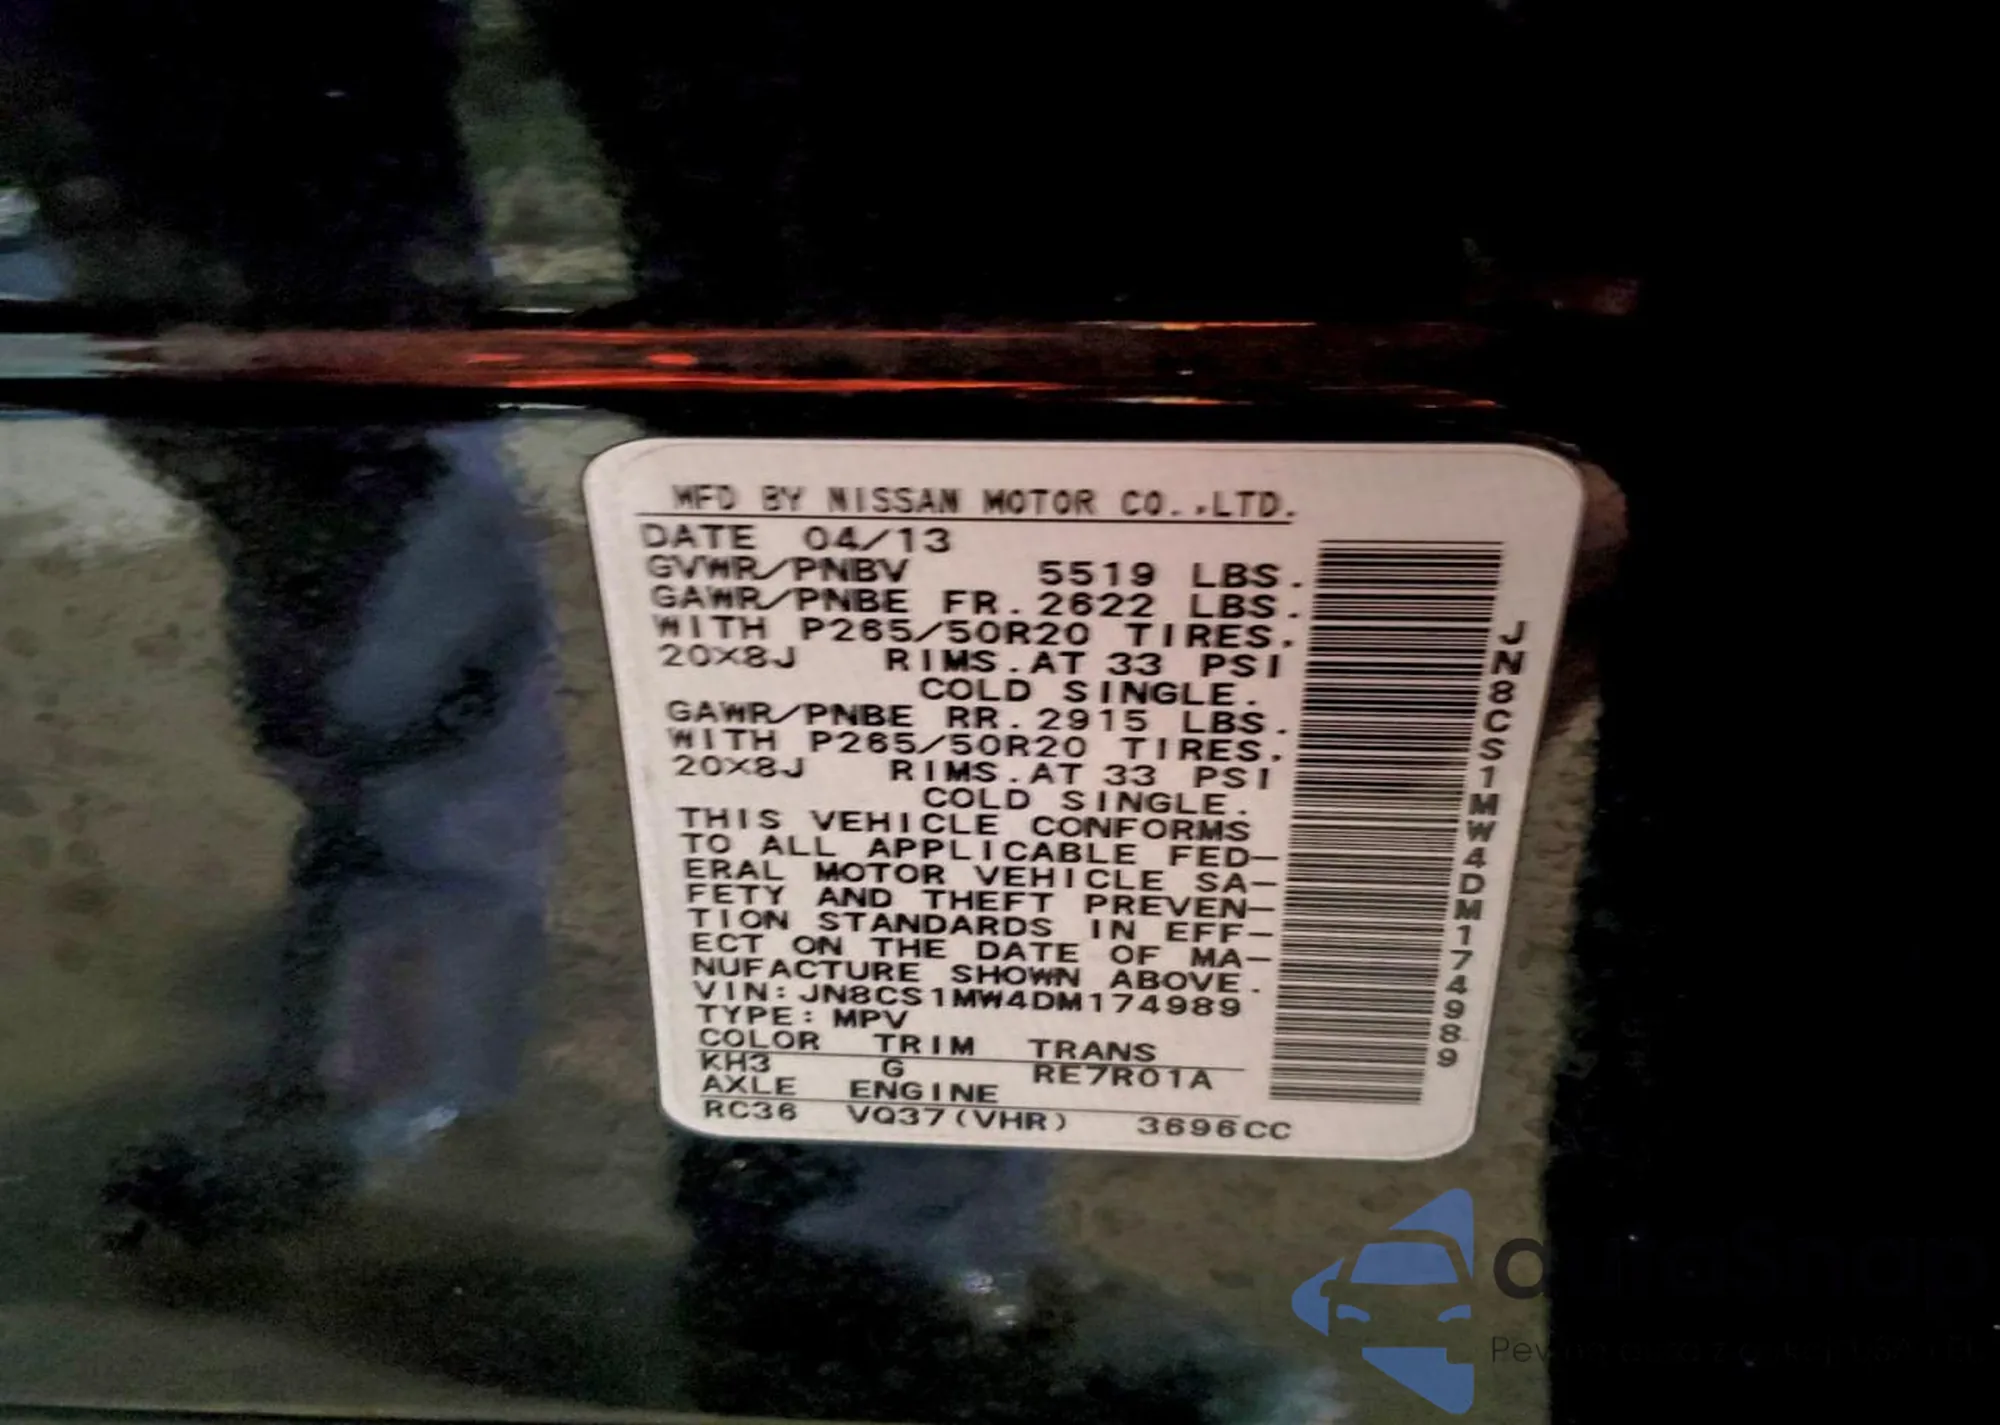 MFD BY NISSAN MOTOR CO.,LTD.
DATE 04/13
GVWR/PNBV 5519 LBS.
GAWR/PNBE FR. 2622 LBS.
WITH P265/50R20 TIRES.
20X8J RIMS. AT 33 PSI
COLD SINGLE.
GAWR/PNBE RR. 2915 LBS.
WITH P265/50R20 TIRES.
20X8J RIMS. AT 33 PSI
COLD SINGLE.
THIS VEHICLE CONFORMS
TO ALL APPLICABLE FED-
ERAL MOTOR VEHICLE SA-
FETY AND THEFT PREVEN-
TION STANDARDS IN EFF-
ECT ON THE DATE OF MA-
NUFACTURE SHOWN ABOVE.
VIN: JN8CS1MW4DM174989
TYPE: MPV
COLOR TRIM TRANS
KH3 G RE7R01A
AXLE ENGINE
RC36 VQ37(VHR) 3696CC
JN8CS1MW4DM174989